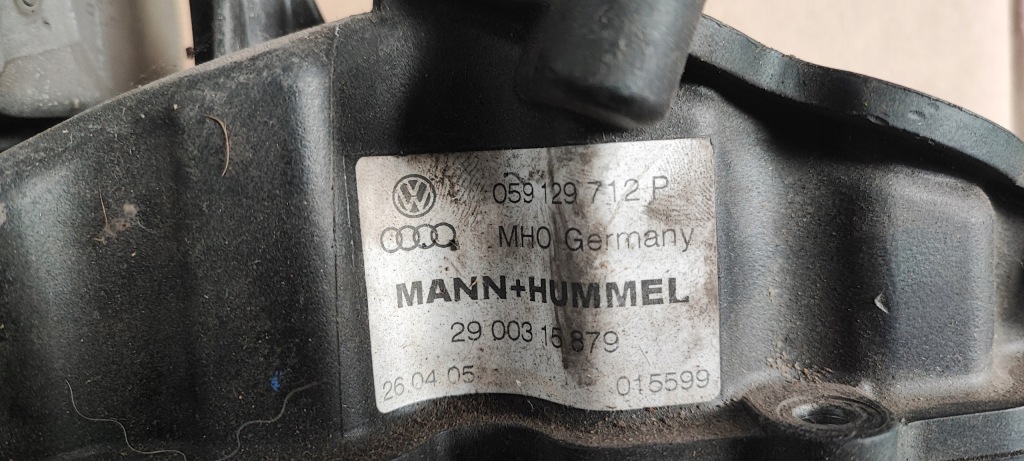 059 129 712 P
MHO Germany
MANN+HUMMEL
29 003 15 879
26 04 05 015599